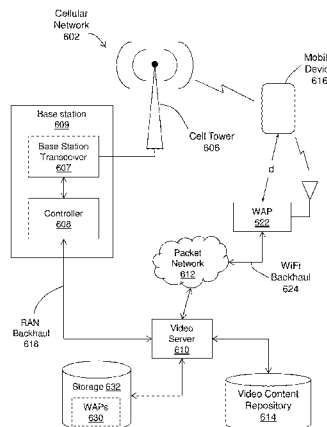 Cellular
Network
602
Mobile
Device
616
Base station
609
Base Station
Transceiver
607
Cell Tower
606
Controller
608
d
WAP
622
Packet
Network
612
WiFi
Backhaul
624
RAN
Backhaul
618
Video
Server
610
Storage 632
WAPs
630
Video Content
Repository
614